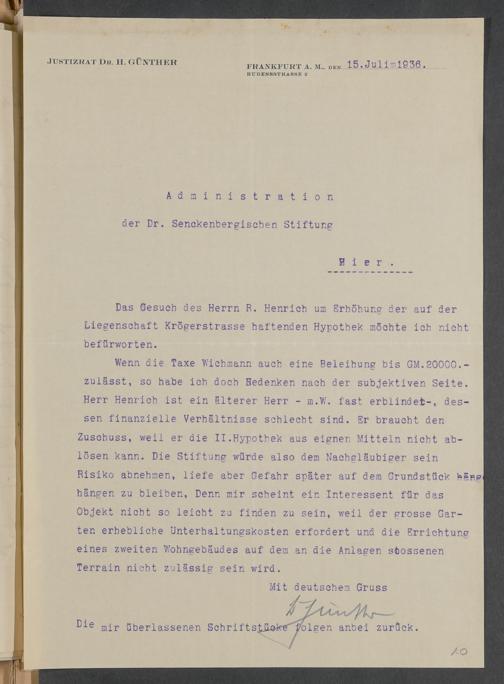 JUSTIZRAT DR. H. GÜNTHER
FRANKFURT A. M., DEN 15.Juli=1936.
RUBENSSTRASSE 2
Administration
der Dr. Senckenbergischen Stiftung
Hier.
Das Gesuch des Herrn R. Henrich um Erhöhung der auf der
Liegenschaft Krögerstrasse haftenden Hypothek möchte ich nicht
befürworten.
Wenn die Taxe Wichmann auch eine Beleihung bis GM.20000.-
zulässt, so habe ich doch Bedenken nach der subjektiven Seite.
Herr Henrich ist ein älterer Herr - m.W. fast erblindet-, des-
sen finanzielle Verhältnisse schlecht sind. Er braucht den
Zuschuss, weil er die II.Hypothek aus eignen Mitteln nicht ab-
lösen kann. Die Stiftung würde also dem Nachgläubiger sein
Risiko abnehmen, liefe aber Gefahr später auf dem Grundstück häng
hängen zu bleiben, Denn mir scheint ein Interessent für das
Objekt nicht so leicht zu finden zu sein, weil der grosse Gar-
ten erhebliche Unterhaltungskosten erfordert und die Errichtung
eines zweiten Wohngebäudes auf dem an die Anlagen stossenen
Terrain nicht zulässig sein wird.
Mit deutschem Gruss
Dr Günther
Die mir überlassenen Schriftstücke folgen anbei zurück.
10